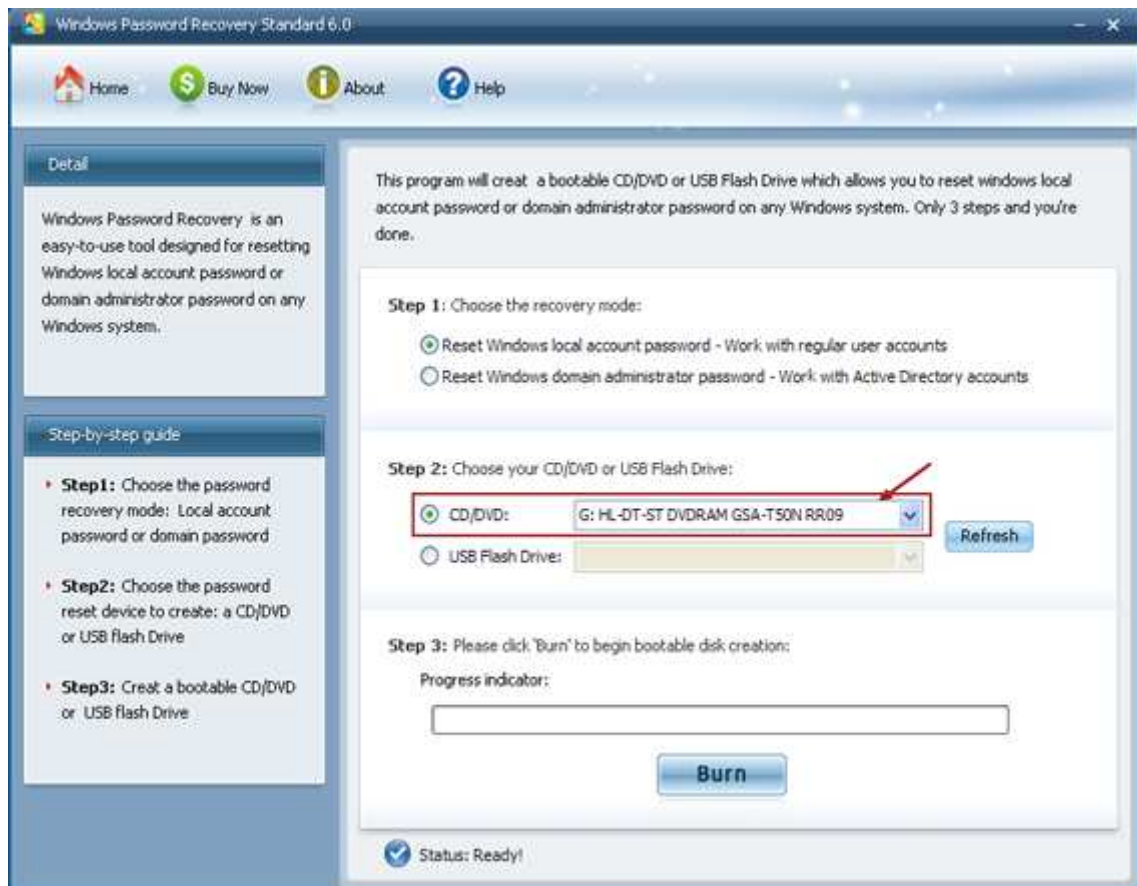 Windows Password Recovery Standard 6.0
Home
Buy Now
About
Help
Detail
Windows Password Recovery is an
easy-to-use tool designed for resetting
Windows local account password or
domain administrator password on any
Windows system.
Step-by-step guide
Step1: Choose the password
recovery mode: Local account
password or domain password
Step2: Choose the password
reset device to create: a CD/DVD
or USB flash Drive
Step3: Creat a bootable CD/DVD
or USB flash Drive
This program will creat a bootable CD/DVD or USB Flash Drive which allows you to reset windows local
account password or domain administrator password on any Windows system. Only 3 steps and you're
done.
Step 1: Choose the recovery mode:
Reset Windows local account password - Work with regular user accounts
Reset Windows domain administrator password - Work with Active Directory accounts
Step 2: Choose your CD/DVD or USB Flash Drive:
CD/DVD: G: HL-DT-ST DVDRAM GSA-T50N RR09
Refresh
USB Flash Drive:
Step 3: Please click 'Burn' to begin bootable disk creation:
Progress indicator:
Burn
Status: Ready!